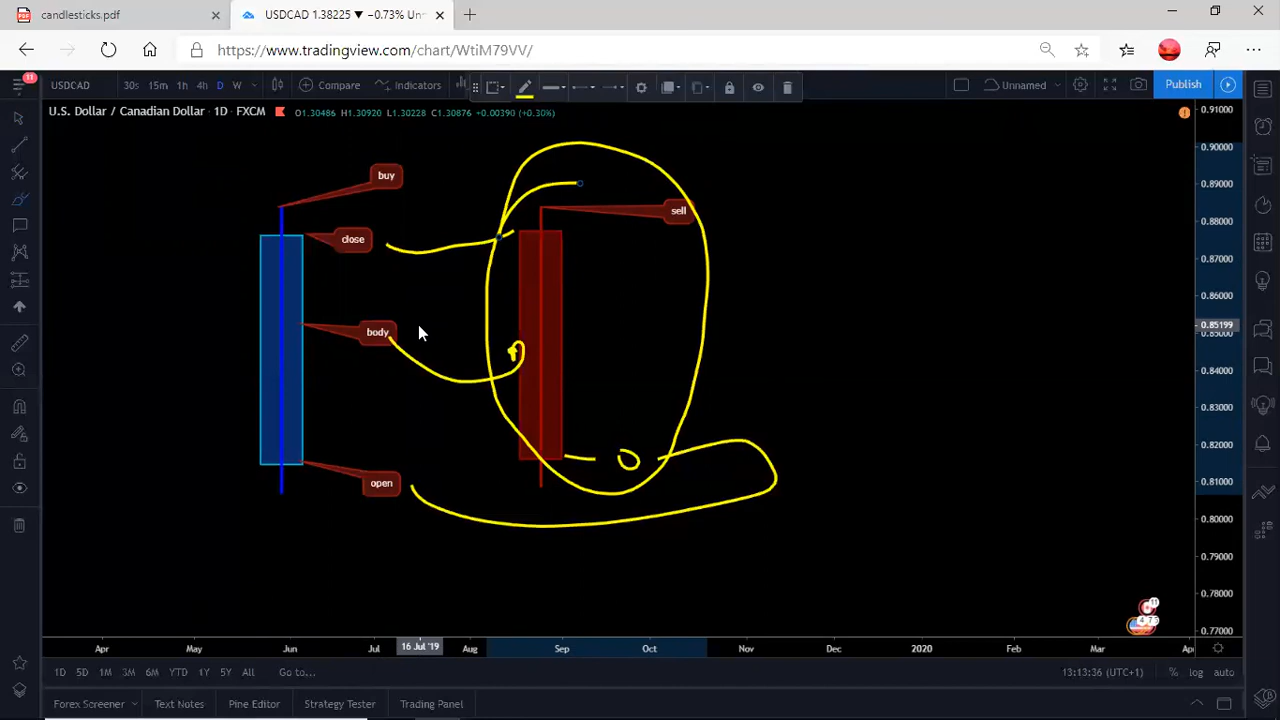 candlesticks.pdf
USDCAD 1.38225 ▼ −0.73% Unn
https://www.tradingview.com/chart/WtiM79VV/
11
USDCAD 30s 15m 1h 4h D W Compare Indicators Unnamed Publish
U.S. Dollar / Canadian Dollar · 1D · FXCM O1.30486 H1.30920 L1.30228 C1.30876 +0.00390 (+0.30%)
buy
close
body
open
sell
0.91000
0.90000
0.89000
0.88000
0.87000
0.86000
0.85199
0.85000
0.84000
0.83000
0.82000
0.81000
0.80000
0.79000
0.78000
0.77000
11
Apr May Jun Jul 16 Jul '19 Aug Sep Oct Nov Dec 2020 Feb Mar Ap
1D 5D 1M 3M 6M YTD 1Y 5Y All Go to... 13:13:36 (UTC+1) % log auto
Forex Screener Text Notes Pine Editor Strategy Tester Trading Panel